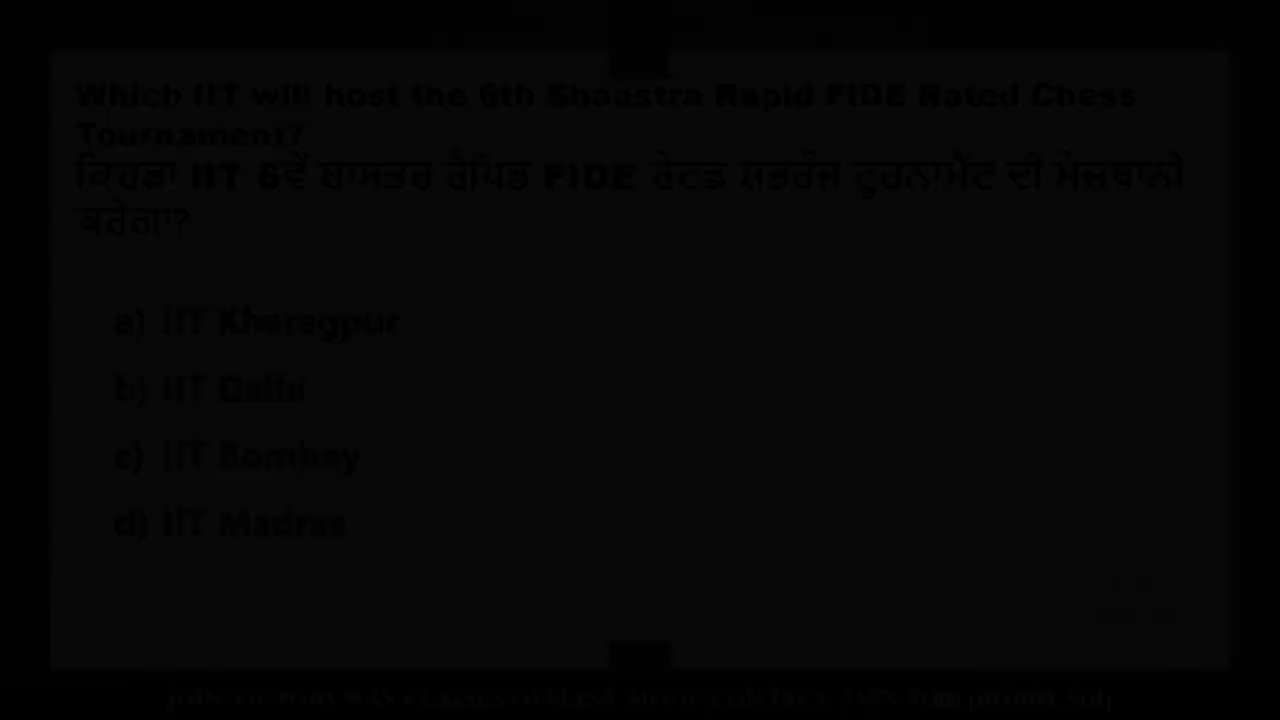 Which IIT will host the 6th Shaastra Rapid FIDE Rated Chess
Tournament?
ਕਿਹੜਾ IIT 6ਵੇਂ ਸ਼ਾਸਤਰ ਰੈਪਿਡ FIDE ਰੇਟਡ ਸ਼ਤਰੰਜ ਟੂਰਨਾਮੈਂਟ ਦੀ ਮੇਜ਼ਬਾਨੀ
ਕਰੇਗਾ?
a) IIT Kharagpur
b) IIT Delhi
c) IIT Bombay
d) IIT Madras